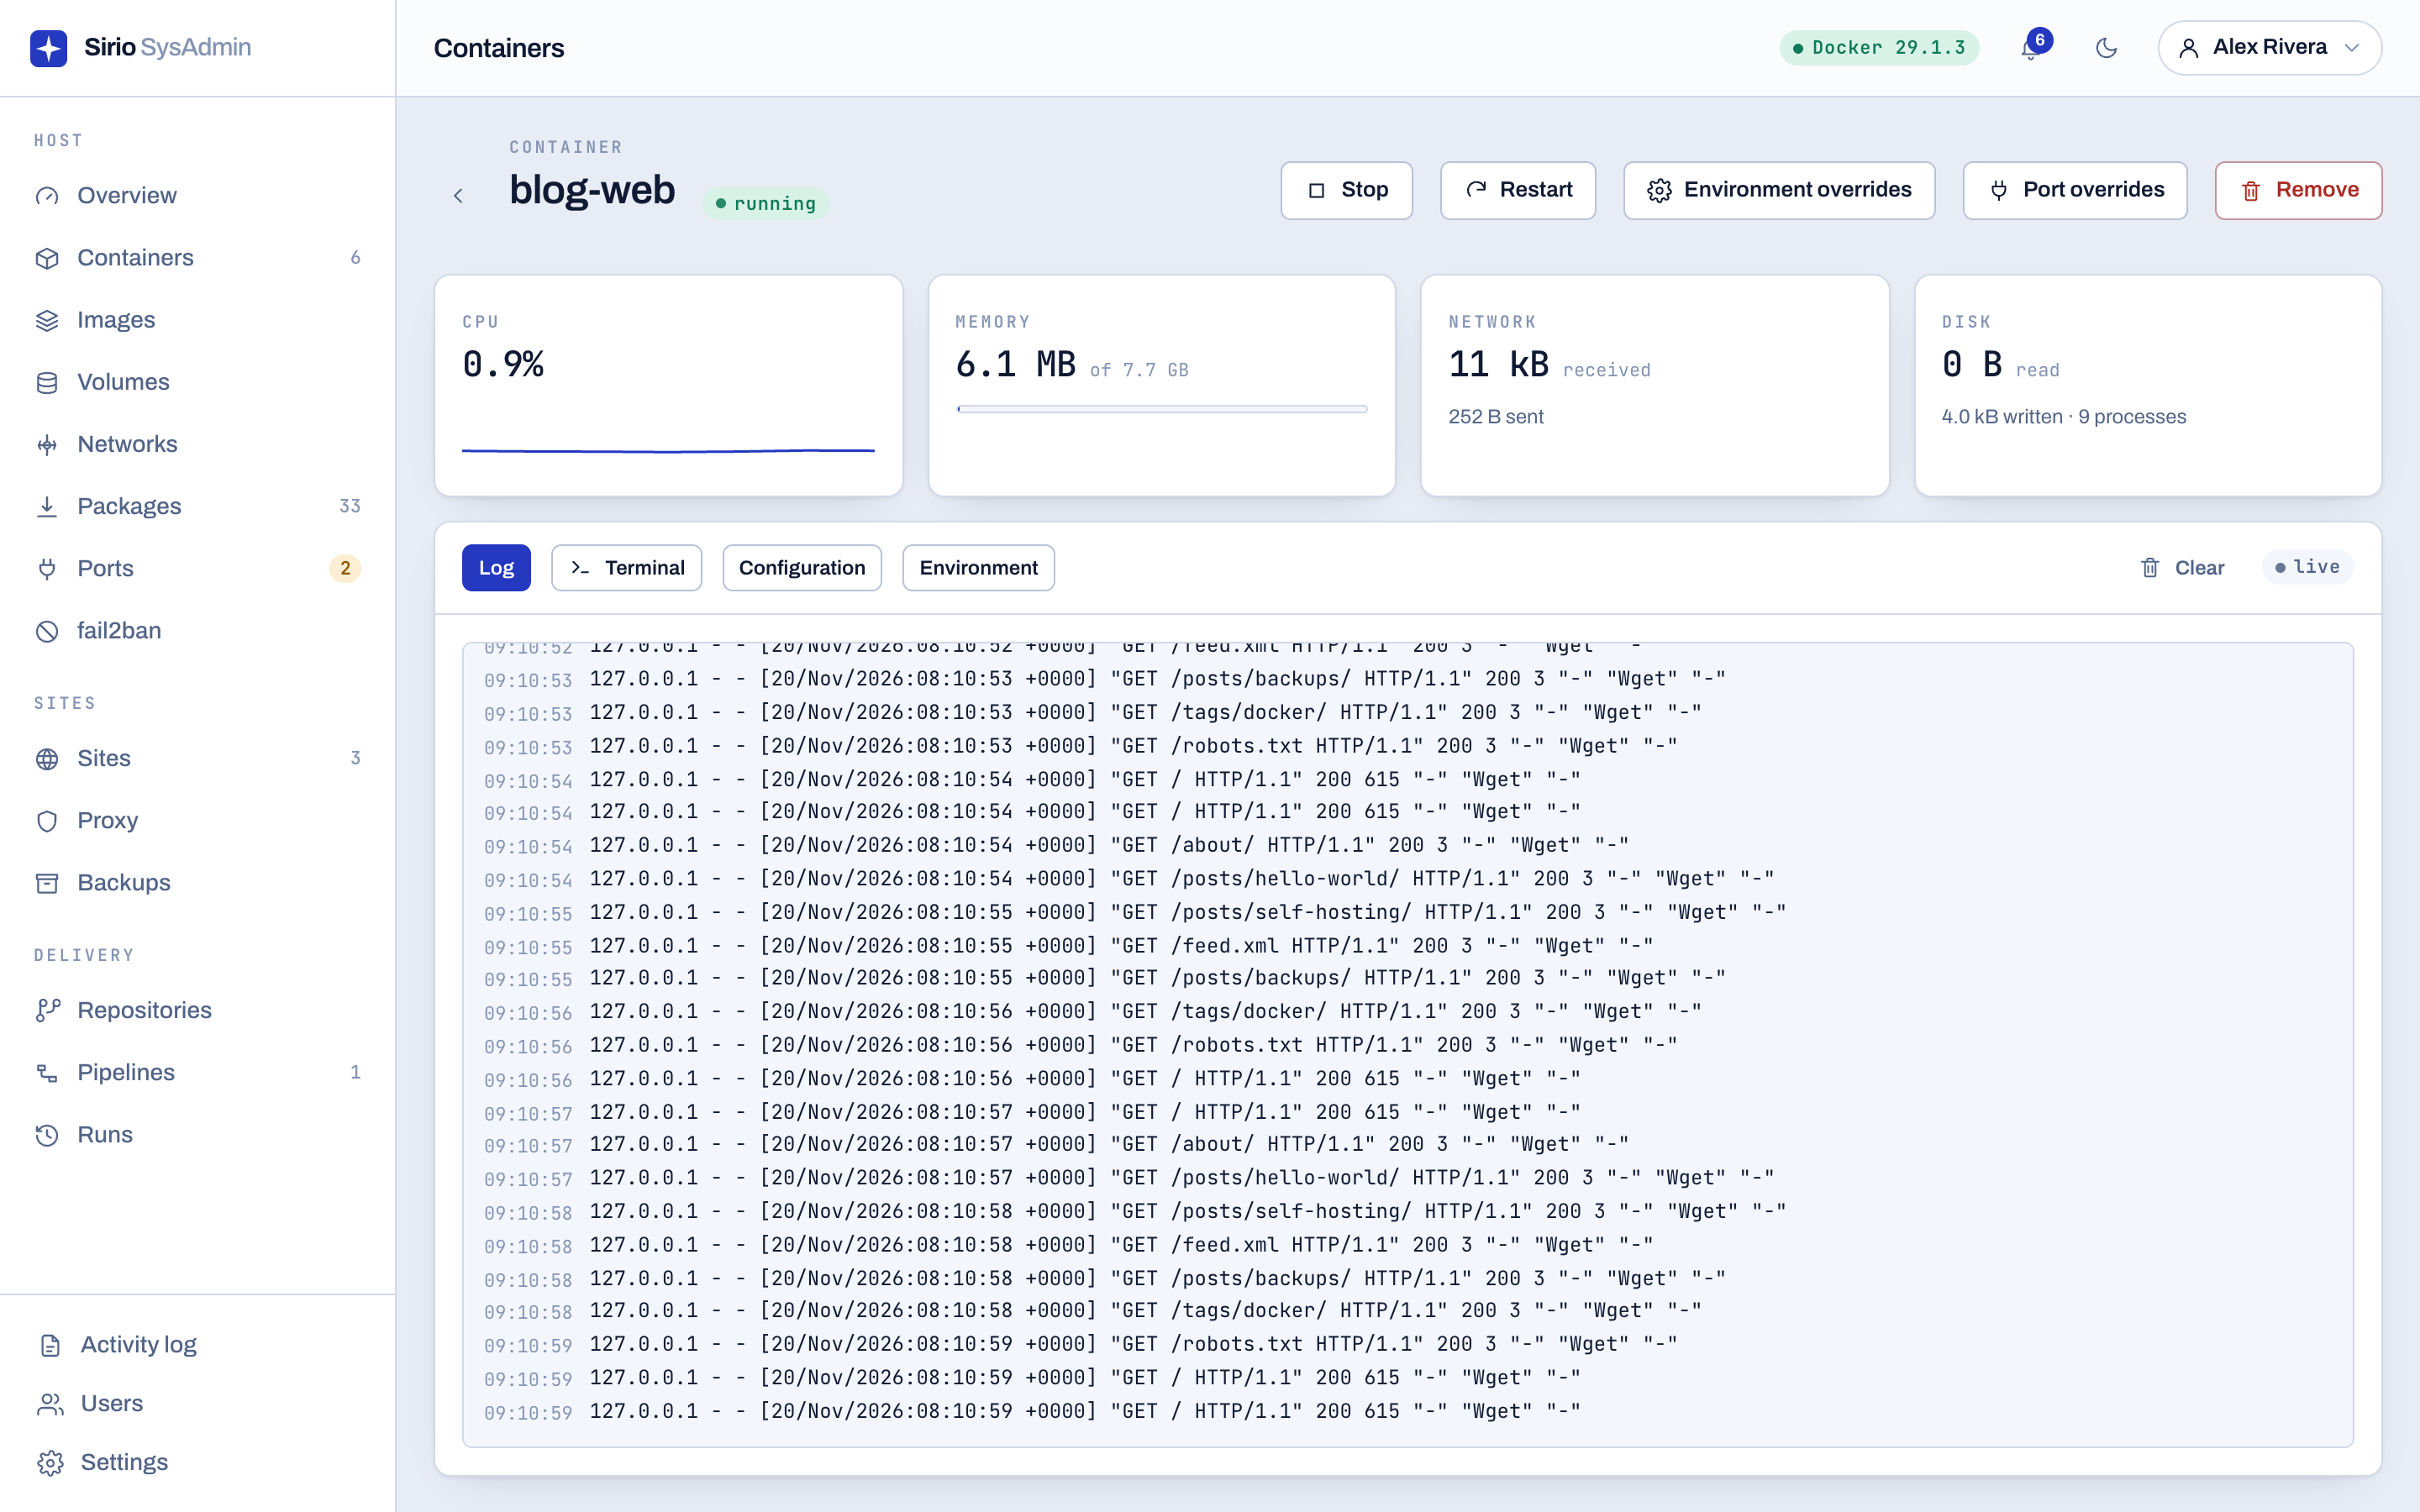 Sirio SysAdmin
Containers
Docker 29.1.3
6
Alex Rivera
HOST
Overview
Containers 6
Images
Volumes
Networks
Packages 33
Ports 2
fail2ban
SITES
Sites 3
Proxy
Backups
DELIVERY
Repositories
Pipelines 1
Runs
Activity log
Users
Settings
CONTAINER
blog-web running
Stop
Restart
Environment overrides
Port overrides
Remove
CPU
0.9%
MEMORY
6.1 MB of 7.7 GB
NETWORK
11 kB received
252 B sent
DISK
0 B read
4.0 kB written · 9 processes
Log
Terminal
Configuration
Environment
Clear
live
09:10:52 127.0.0.1 - - [20/Nov/2026:08:10:52 +0000] "GET /feed.xml HTTP/1.1" 200 3 "-" "Wget" "-"
09:10:53 127.0.0.1 - - [20/Nov/2026:08:10:53 +0000] "GET /posts/backups/ HTTP/1.1" 200 3 "-" "Wget" "-"
09:10:53 127.0.0.1 - - [20/Nov/2026:08:10:53 +0000] "GET /tags/docker/ HTTP/1.1" 200 3 "-" "Wget" "-"
09:10:53 127.0.0.1 - - [20/Nov/2026:08:10:53 +0000] "GET /robots.txt HTTP/1.1" 200 3 "-" "Wget" "-"
09:10:54 127.0.0.1 - - [20/Nov/2026:08:10:54 +0000] "GET / HTTP/1.1" 200 615 "-" "Wget" "-"
09:10:54 127.0.0.1 - - [20/Nov/2026:08:10:54 +0000] "GET / HTTP/1.1" 200 615 "-" "Wget" "-"
09:10:54 127.0.0.1 - - [20/Nov/2026:08:10:54 +0000] "GET /about/ HTTP/1.1" 200 3 "-" "Wget" "-"
09:10:54 127.0.0.1 - - [20/Nov/2026:08:10:54 +0000] "GET /posts/hello-world/ HTTP/1.1" 200 3 "-" "Wget" "-"
09:10:55 127.0.0.1 - - [20/Nov/2026:08:10:55 +0000] "GET /posts/self-hosting/ HTTP/1.1" 200 3 "-" "Wget" "-"
09:10:55 127.0.0.1 - - [20/Nov/2026:08:10:55 +0000] "GET /feed.xml HTTP/1.1" 200 3 "-" "Wget" "-"
09:10:55 127.0.0.1 - - [20/Nov/2026:08:10:55 +0000] "GET /posts/backups/ HTTP/1.1" 200 3 "-" "Wget" "-"
09:10:56 127.0.0.1 - - [20/Nov/2026:08:10:56 +0000] "GET /tags/docker/ HTTP/1.1" 200 3 "-" "Wget" "-"
09:10:56 127.0.0.1 - - [20/Nov/2026:08:10:56 +0000] "GET /robots.txt HTTP/1.1" 200 3 "-" "Wget" "-"
09:10:56 127.0.0.1 - - [20/Nov/2026:08:10:56 +0000] "GET / HTTP/1.1" 200 615 "-" "Wget" "-"
09:10:57 127.0.0.1 - - [20/Nov/2026:08:10:57 +0000] "GET / HTTP/1.1" 200 615 "-" "Wget" "-"
09:10:57 127.0.0.1 - - [20/Nov/2026:08:10:57 +0000] "GET /about/ HTTP/1.1" 200 3 "-" "Wget" "-"
09:10:57 127.0.0.1 - - [20/Nov/2026:08:10:57 +0000] "GET /posts/hello-world/ HTTP/1.1" 200 3 "-" "Wget" "-"
09:10:58 127.0.0.1 - - [20/Nov/2026:08:10:58 +0000] "GET /posts/self-hosting/ HTTP/1.1" 200 3 "-" "Wget" "-"
09:10:58 127.0.0.1 - - [20/Nov/2026:08:10:58 +0000] "GET /feed.xml HTTP/1.1" 200 3 "-" "Wget" "-"
09:10:58 127.0.0.1 - - [20/Nov/2026:08:10:58 +0000] "GET /posts/backups/ HTTP/1.1" 200 3 "-" "Wget" "-"
09:10:58 127.0.0.1 - - [20/Nov/2026:08:10:58 +0000] "GET /tags/docker/ HTTP/1.1" 200 3 "-" "Wget" "-"
09:10:59 127.0.0.1 - - [20/Nov/2026:08:10:59 +0000] "GET /robots.txt HTTP/1.1" 200 3 "-" "Wget" "-"
09:10:59 127.0.0.1 - - [20/Nov/2026:08:10:59 +0000] "GET / HTTP/1.1" 200 615 "-" "Wget" "-"
09:10:59 127.0.0.1 - - [20/Nov/2026:08:10:59 +0000] "GET / HTTP/1.1" 200 615 "-" "Wget" "-"